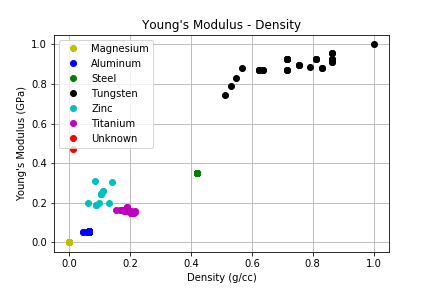 Young's Modulus - Density
Young's Modulus (GPa)
1.0
0.8
0.6
0.4
0.2
0.0
Magnesium
Aluminum
Steel
Tungsten
Zinc
Titanium
Unknown
0.0 0.2 0.4 0.6 0.8 1.0
Density (g/cc)